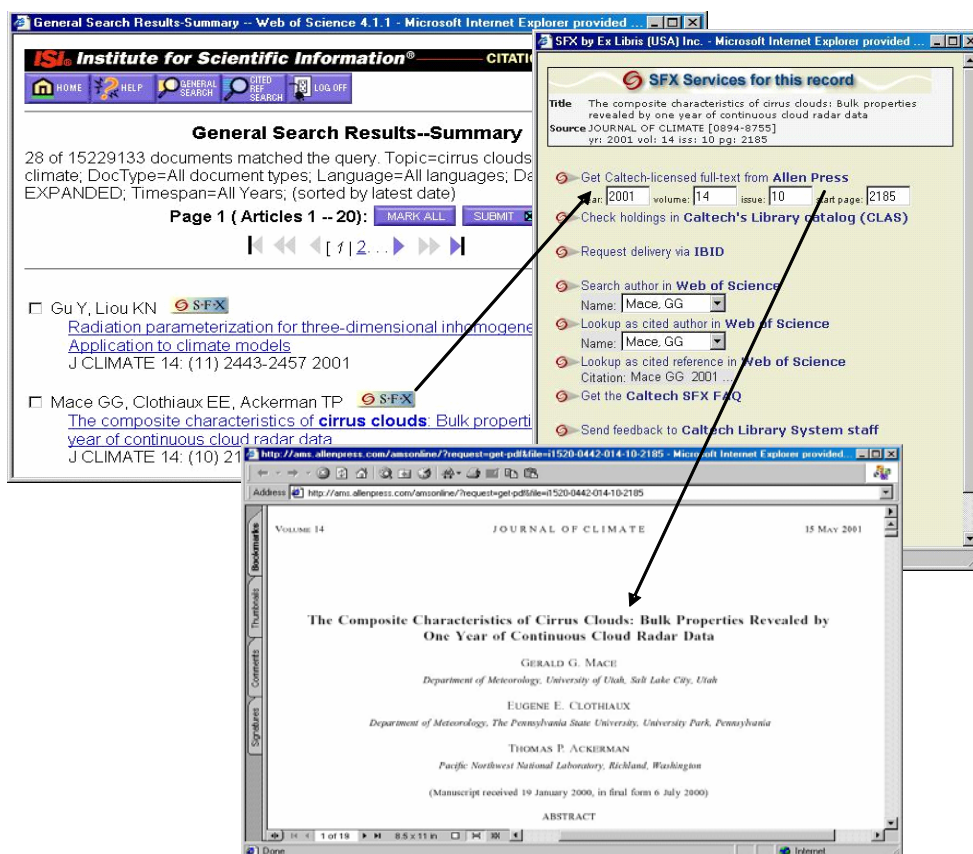 General Search Results-Summary -- Web of Science 4.1.1 - Microsoft Internet Explorer provided ...
ISI® Institute for Scientific Information®
HOME
HELP
GENERAL SEARCH
CITED REF SEARCH
LOG OFF
General Search Results--Summary
28 of 15229133 documents matched the query. Topic=cirrus clouds
climate; DocType=All document types; Language=All languages;
EXPANDED; Timespan=All Years; (sorted by latest date)
Page 1 ( Articles 1 -- 20): MARK ALL SUBMIT
[ 1 | 2...
Gu Y, Liou KN S·F·X
Radiation parameterization for three-dimensional
Application to climate models
J CLIMATE 14: (11) 2443-2457 2001
Mace GG, Clothiaux EE, Ackerman TP S·F·X
The composite characteristics of cirrus clouds: Bulk
year of continuous cloud radar data
J CLIMATE 14: (10)
SFX by Ex Libris (USA) Inc. - Microsoft Internet Explorer provided ...
SFX Services for this record
Title The composite characteristics of cirrus clouds: Bulk properties
revealed by one year of continuous cloud radar data
Source JOURNAL OF CLIMATE [0894-8755]
yr: 2001 vol: 14 iss: 10 pg: 2185
Get Caltech-licensed full-text from Allen Press
2001 volume: 14 issue: 10 start page: 2185
Check holdings in Caltech's Library catalog (CLAS)
Request delivery via IBID
Search author in Web of Science
Name: Mace, GG
Lookup as cited author in Web of Science
Name: Mace, GG
Lookup as cited reference in Web of Science
Citation: Mace GG 2001 ...
Get the Caltech SFX FAQ
Send feedback to Caltech Library System staff
http://ams.allenpress.com/amsonline/?request=get-pdf&file=i1520-0442-014-10-2185 - Microsoft Internet Explorer provided...
Address http://ams.allenpress.com/amsonline/?request=get-pdf&file=i1520-0442-014-10-2185
Bookmarks
Thumbnails
Comments
Signatures
VOLUME 14 JOURNAL OF CLIMATE 15 MAY 2001
The Composite Characteristics of Cirrus Clouds: Bulk Properties Revealed by
One Year of Continuous Cloud Radar Data
GERALD G. MACE
Department of Meteorology, University of Utah, Salt Lake City, Utah
EUGENE E. CLOTHIAUX
Department of Meteorology, The Pennsylvania State University, University Park, Pennsylvania
THOMAS P. ACKERMAN
Pacific Northwest National Laboratory, Richland, Washington
(Manuscript received 19 January 2000, in final form 6 July 2000)
ABSTRACT
1 of 19 8.5 x 11 in
Done Internet